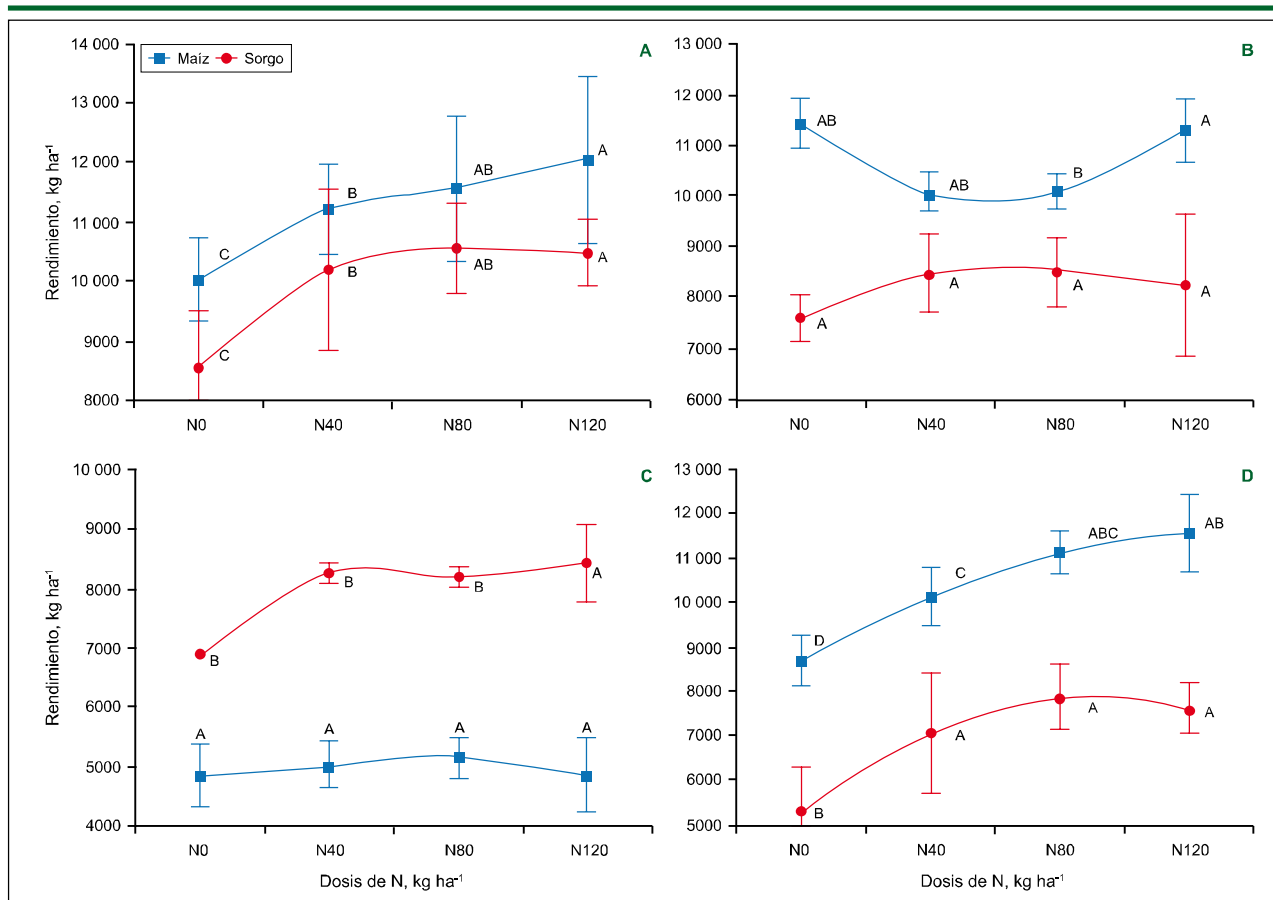 A
Maíz
Sorgo
Rendimiento, kg ha⁻¹
14 000
13 000
12 000
11 000
10 000
9000
8000
C
B
AB
A
C
B
AB
A
N0
N40
N80
N120
B
13 000
12 000
11 000
10 000
9000
8000
7000
6000
AB
AB
B
A
A
A
A
A
N0
N40
N80
N120
C
Rendimiento, kg ha⁻¹
10 000
9000
8000
7000
6000
5000
4000
B
B
B
A
A
A
A
A
N0
N40
N80
N120
Dosis de N, kg ha⁻¹
D
13 000
12 000
11 000
10 000
9000
8000
7000
6000
5000
D
C
ABC
AB
B
A
A
A
N0
N40
N80
N120
Dosis de N, kg ha⁻¹